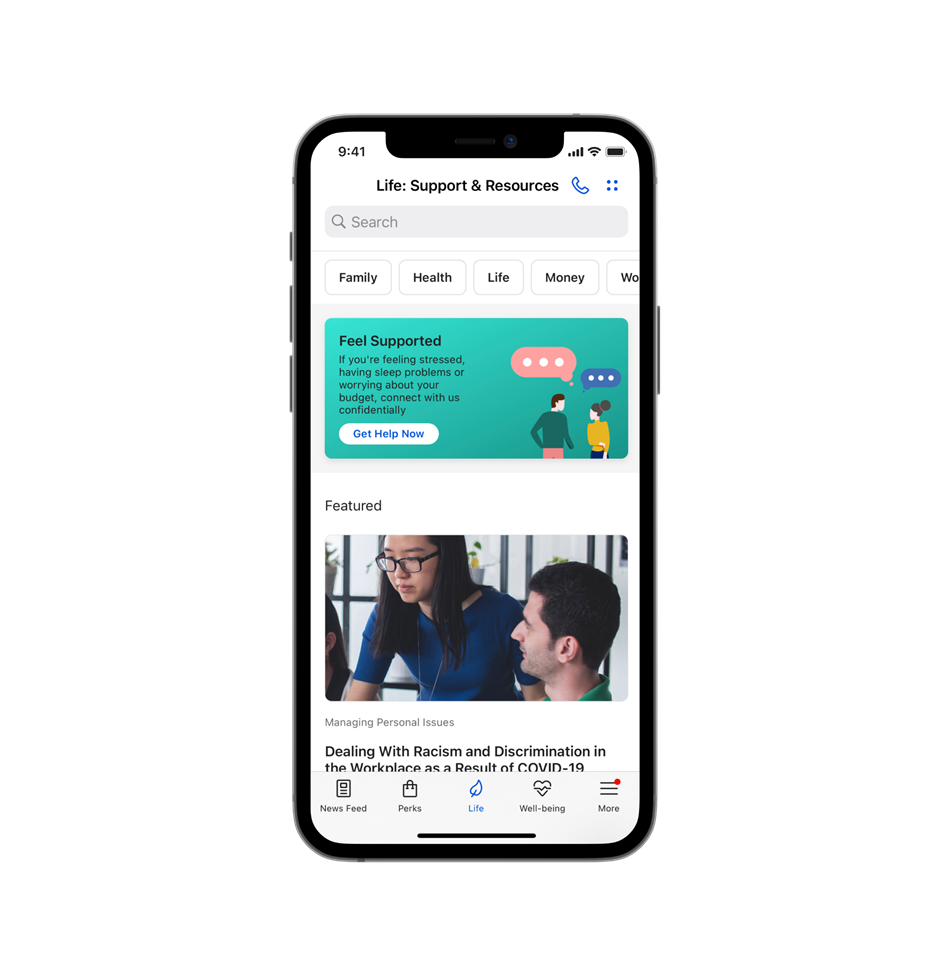 9:41
Life: Support & Resources
Search
Family Health Life Money Wo
Feel Supported
If you're feeling stressed,
having sleep problems or
worrying about your
budget, connect with us
confidentially
Get Help Now
Featured
Managing Personal Issues
Dealing With Racism and Discrimination in
the Workplace as a Result of COVID-19
News Feed Perks Life Well-being More